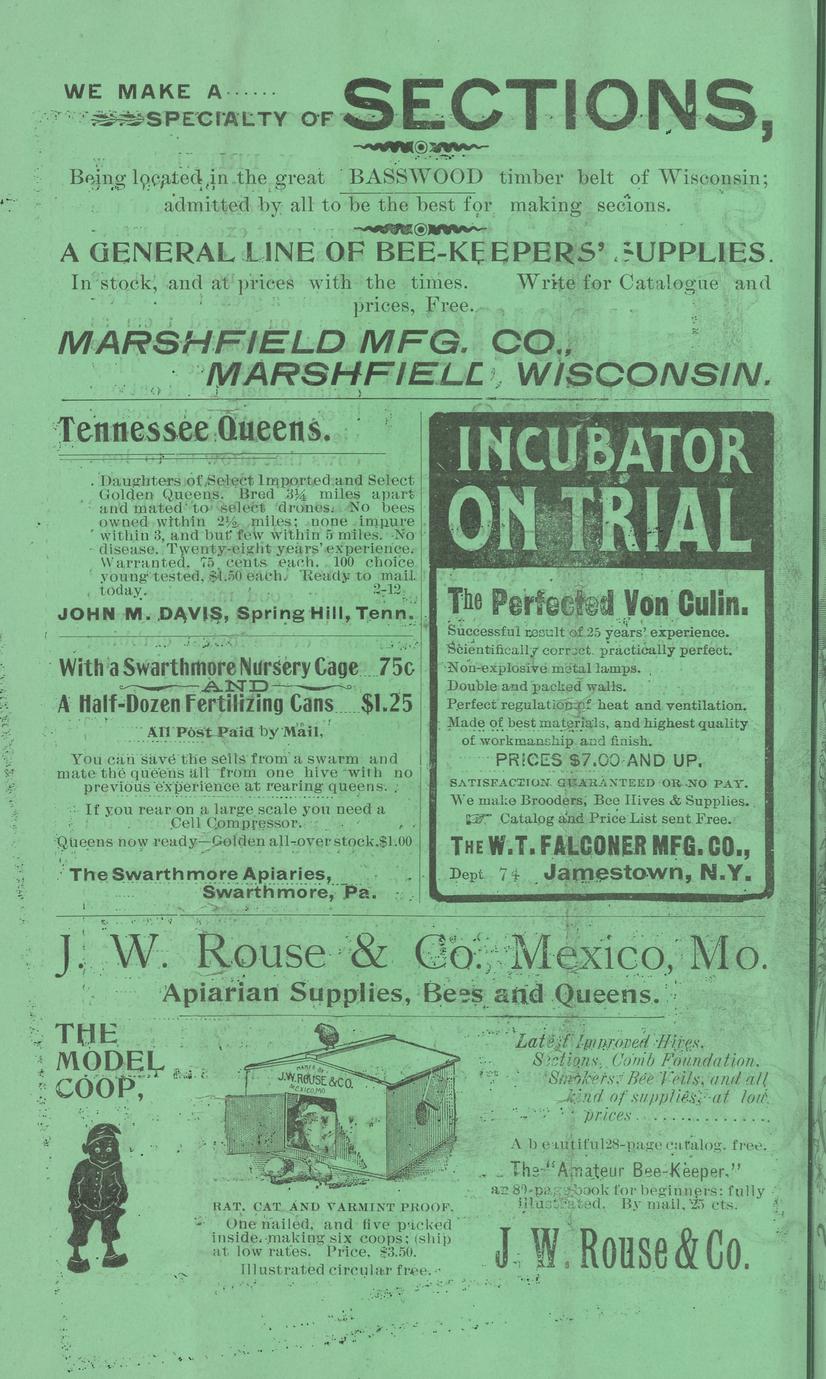 WE MAKE A ......
SPECIALTY OF SECTIONS,
Being located in the great BASSWOOD timber belt of Wisconsin;
admitted by all to be the best for making secions.
A GENERAL LINE OF BEE-KEEPERS' SUPPLIES.
In stock, and at prices with the times. Write for Catalogue and
prices, Free.
MARSHFIELD MFG. CO.,
MARSHFIELD, WISCONSIN.
Tennessee Queens.
Daughters of Select Imported and Select
Golden Queens. Bred 3¼ miles apart
and mated to select drones. No bees
owned within 2½ miles; none impure
within 3, and but few within 5 miles. No
disease. Twenty-eight years' experience.
Warranted, 75 cents each. 100 choice
young tested, $1.50 each. Ready to mail
today. 2-12
JOHN M. DAVIS, Spring Hill, Tenn.
With a Swarthmore Nursery Cage 75c
AND
A Half-Dozen Fertilizing Cans $1.25
All Post Paid by Mail.
You can save the sells from a swarm and
mate the queens all from one hive with no
previous experience at rearing queens.
If you rear on a large scale you need a
Cell Compressor.
Queens now ready—Golden all-over stock. $1.00
The Swarthmore Apiaries,
Swarthmore, Pa.
INCUBATOR
ON TRIAL
The Perfected Von Culin.
Successful result of 25 years' experience.
Scientifically correct, practically perfect.
Non-explosive metal lamps.
Double and packed walls.
Perfect regulation of heat and ventilation.
Made of best materials, and highest quality
of workmanship and finish.
PRICES $7.00 AND UP.
SATISFACTION GUARANTEED OR NO PAY.
We make Brooders, Bee Hives & Supplies.
☞ Catalog and Price List sent Free.
THE W. T. FALCONER MFG. CO.,
Dept 74 Jamestown, N.Y.
J. W. Rouse & Co., Mexico, Mo.
Apiarian Supplies, Bees and Queens.
THE
MODEL
COOP,
J.W.ROUSE & CO.
MEXICO, MO
RAT, CAT AND VARMINT PROOF.
One nailed, and five packed
inside, making six coops; (ship
at low rates. Price, $3.50.
Illustrated circular free.
Latest Improved Hives,
Sections, Comb Foundation,
Smokers, Bee Veils, and all
kind of supplies, at low
prices ..............
A beautiful 28-page catalog, free.
The "Amateur Bee-Keeper,"
an 80-page book for beginners; fully
illustrated. By mail, 25 cts.
J. W. Rouse & Co.